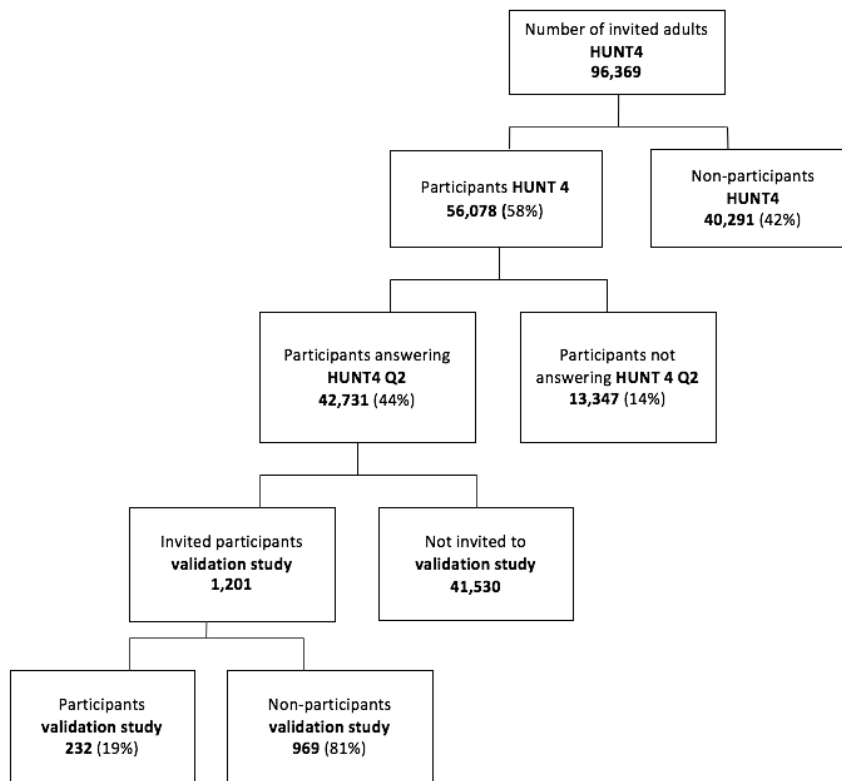 Number of invited adults
HUNT4
96,369
Participants HUNT 4
56,078 (58%)
Non-participants
HUNT4
40,291 (42%)
Participants answering
HUNT4 Q2
42,731 (44%)
Participants not
answering HUNT 4 Q2
13,347 (14%)
Invited participants
validation study
1,201
Not invited to
validation study
41,530
Participants
validation study
232 (19%)
Non-participants
validation study
969 (81%)